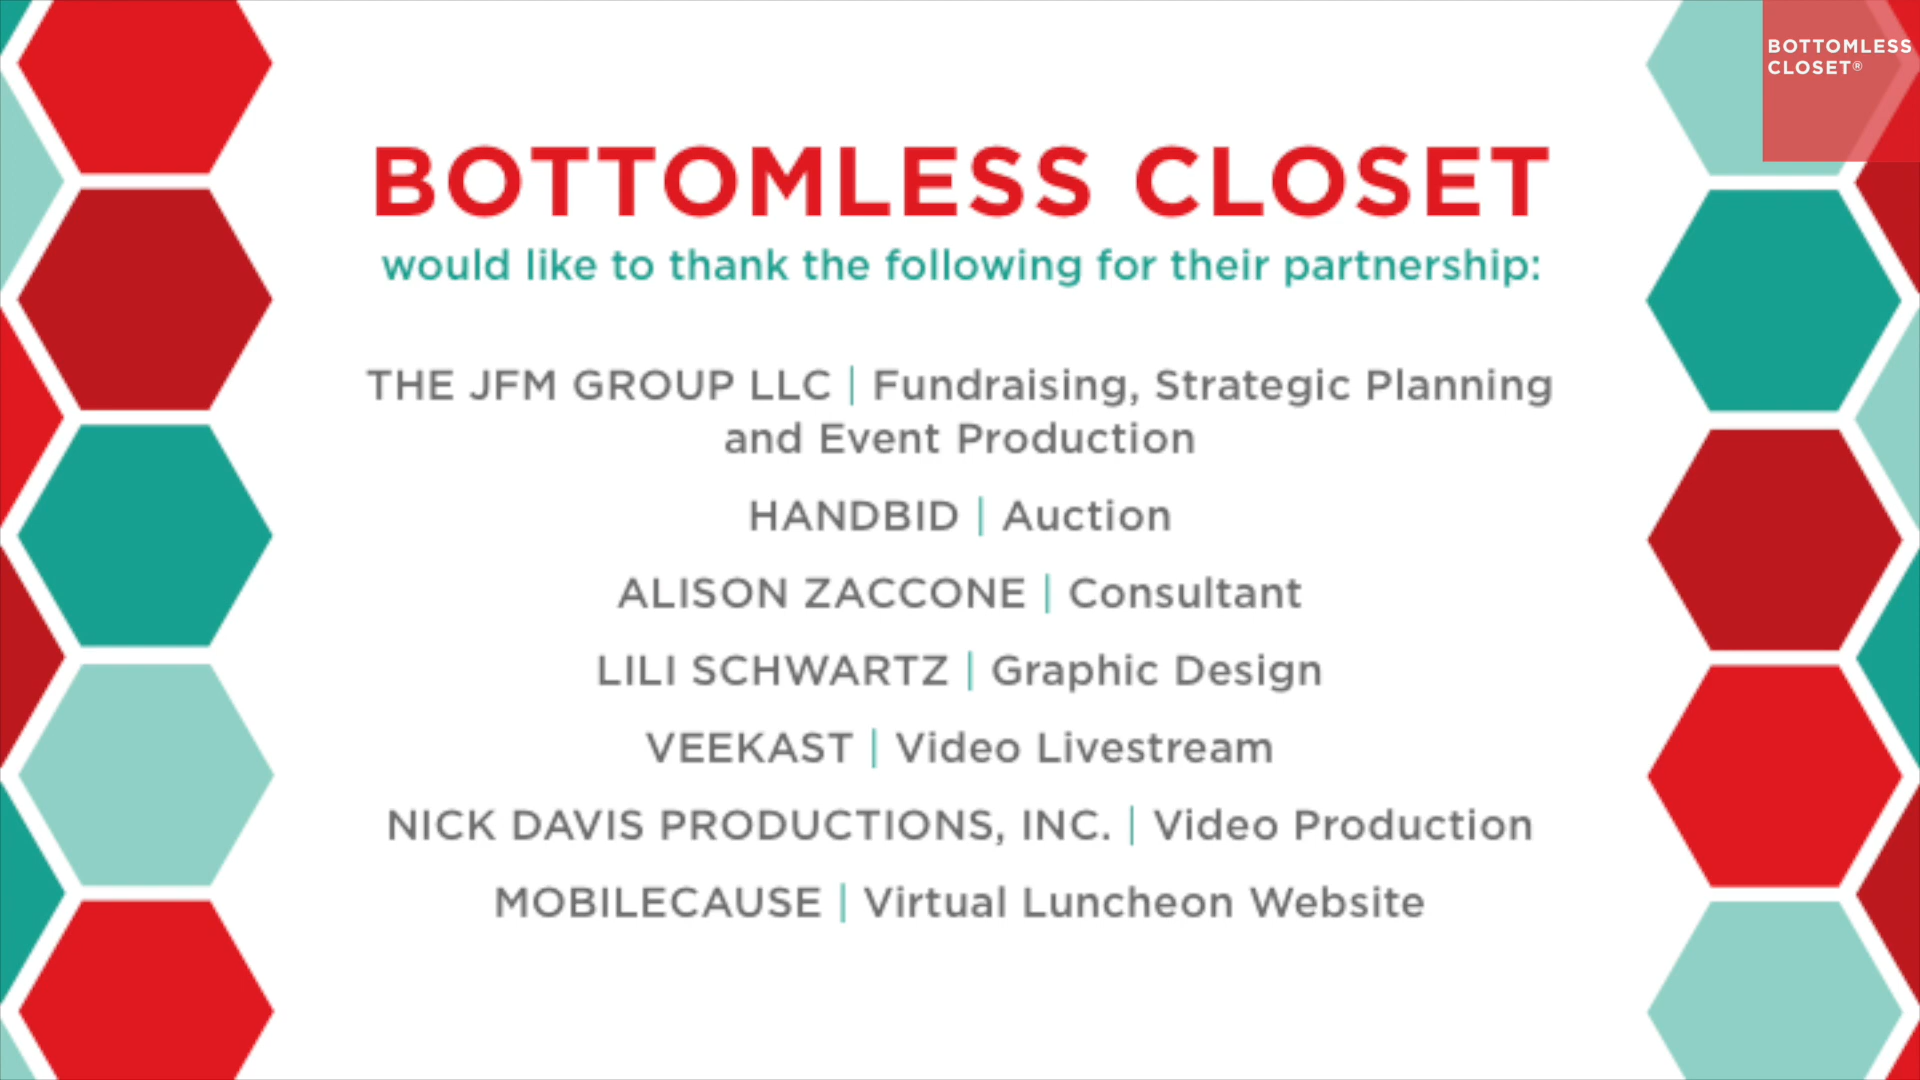 BOTTOMLESS
CLOSET®
BOTTOMLESS CLOSET
would like to thank the following for their partnership:
THE JFM GROUP LLC | Fundraising, Strategic Planning
and Event Production
HANDBID | Auction
ALISON ZACCONE | Consultant
LILI SCHWARTZ | Graphic Design
VEEKAST | Video Livestream
NICK DAVIS PRODUCTIONS, INC. | Video Production
MOBILECAUSE | Virtual Luncheon Website